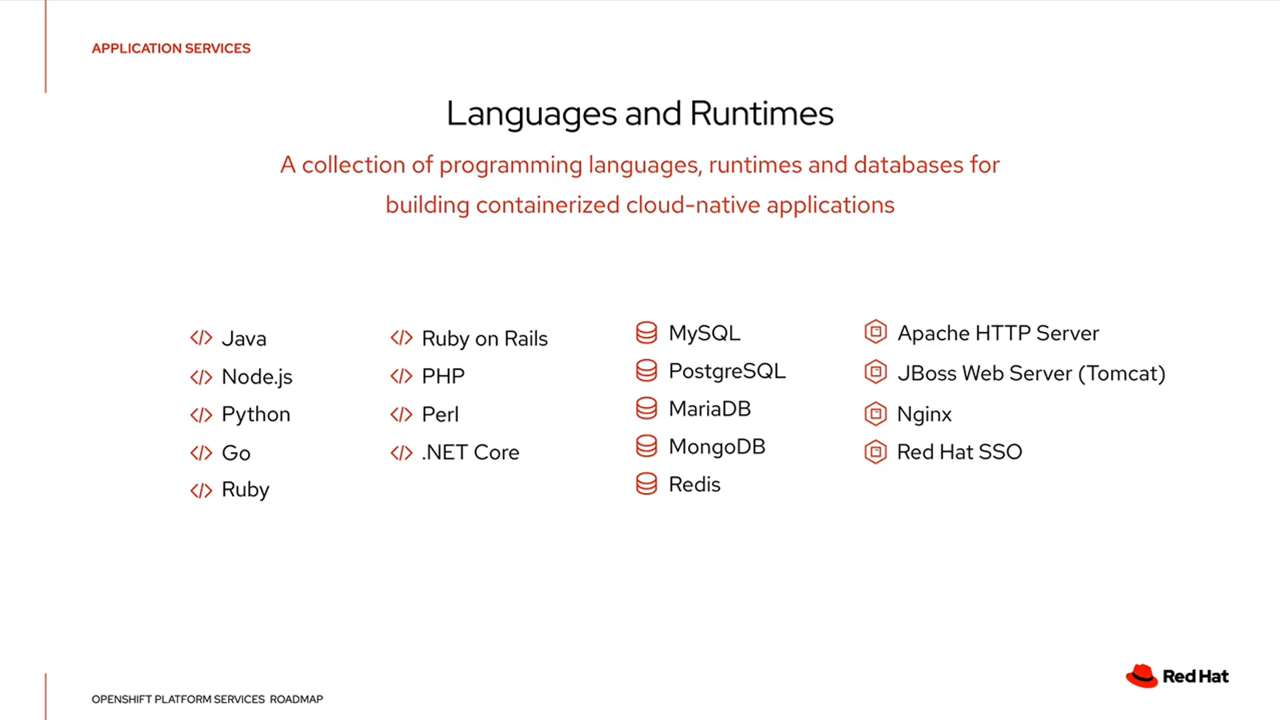 APPLICATION SERVICES
Languages and Runtimes
A collection of programming languages, runtimes and databases for
building containerized cloud-native applications
Java
Node.js
Python
Go
Ruby
Ruby on Rails
PHP
Perl
.NET Core
MySQL
PostgreSQL
MariaDB
MongoDB
Redis
Apache HTTP Server
JBoss Web Server (Tomcat)
Nginx
Red Hat SSO
OPENSHIFT PLATFORM SERVICES ROADMAP
Red Hat